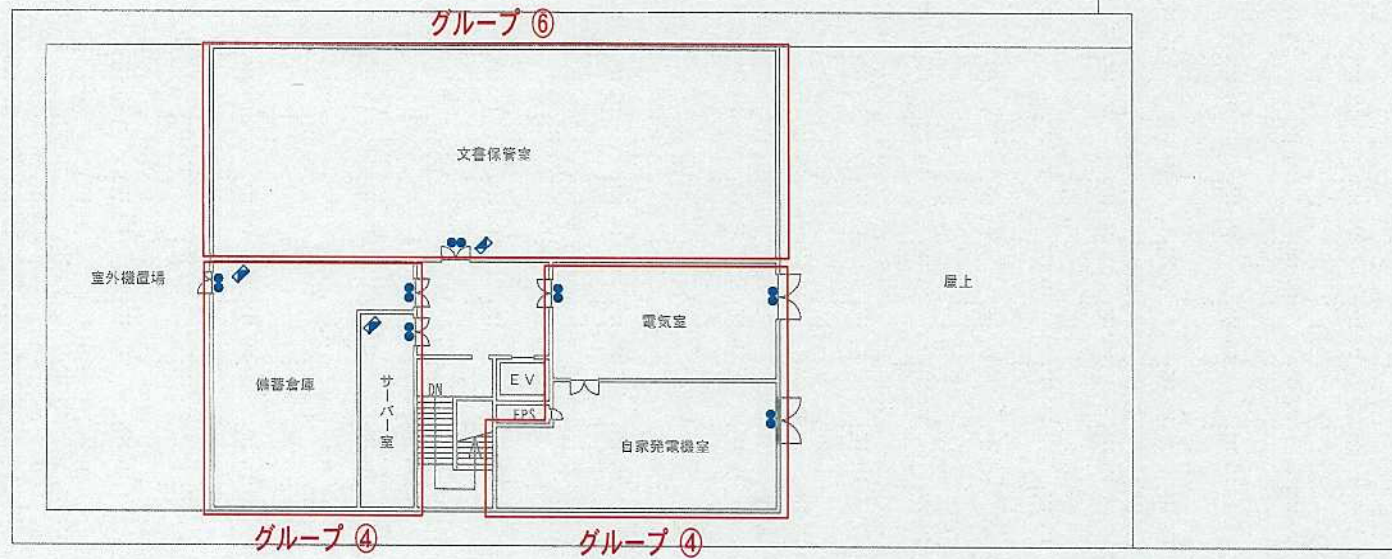 グループ ⑥
文書保管室
室外機置場
屋上
電気室
備蓄倉庫
サーバー室
DN
EV
EPS
自家発電機室
グループ ④
グループ ④